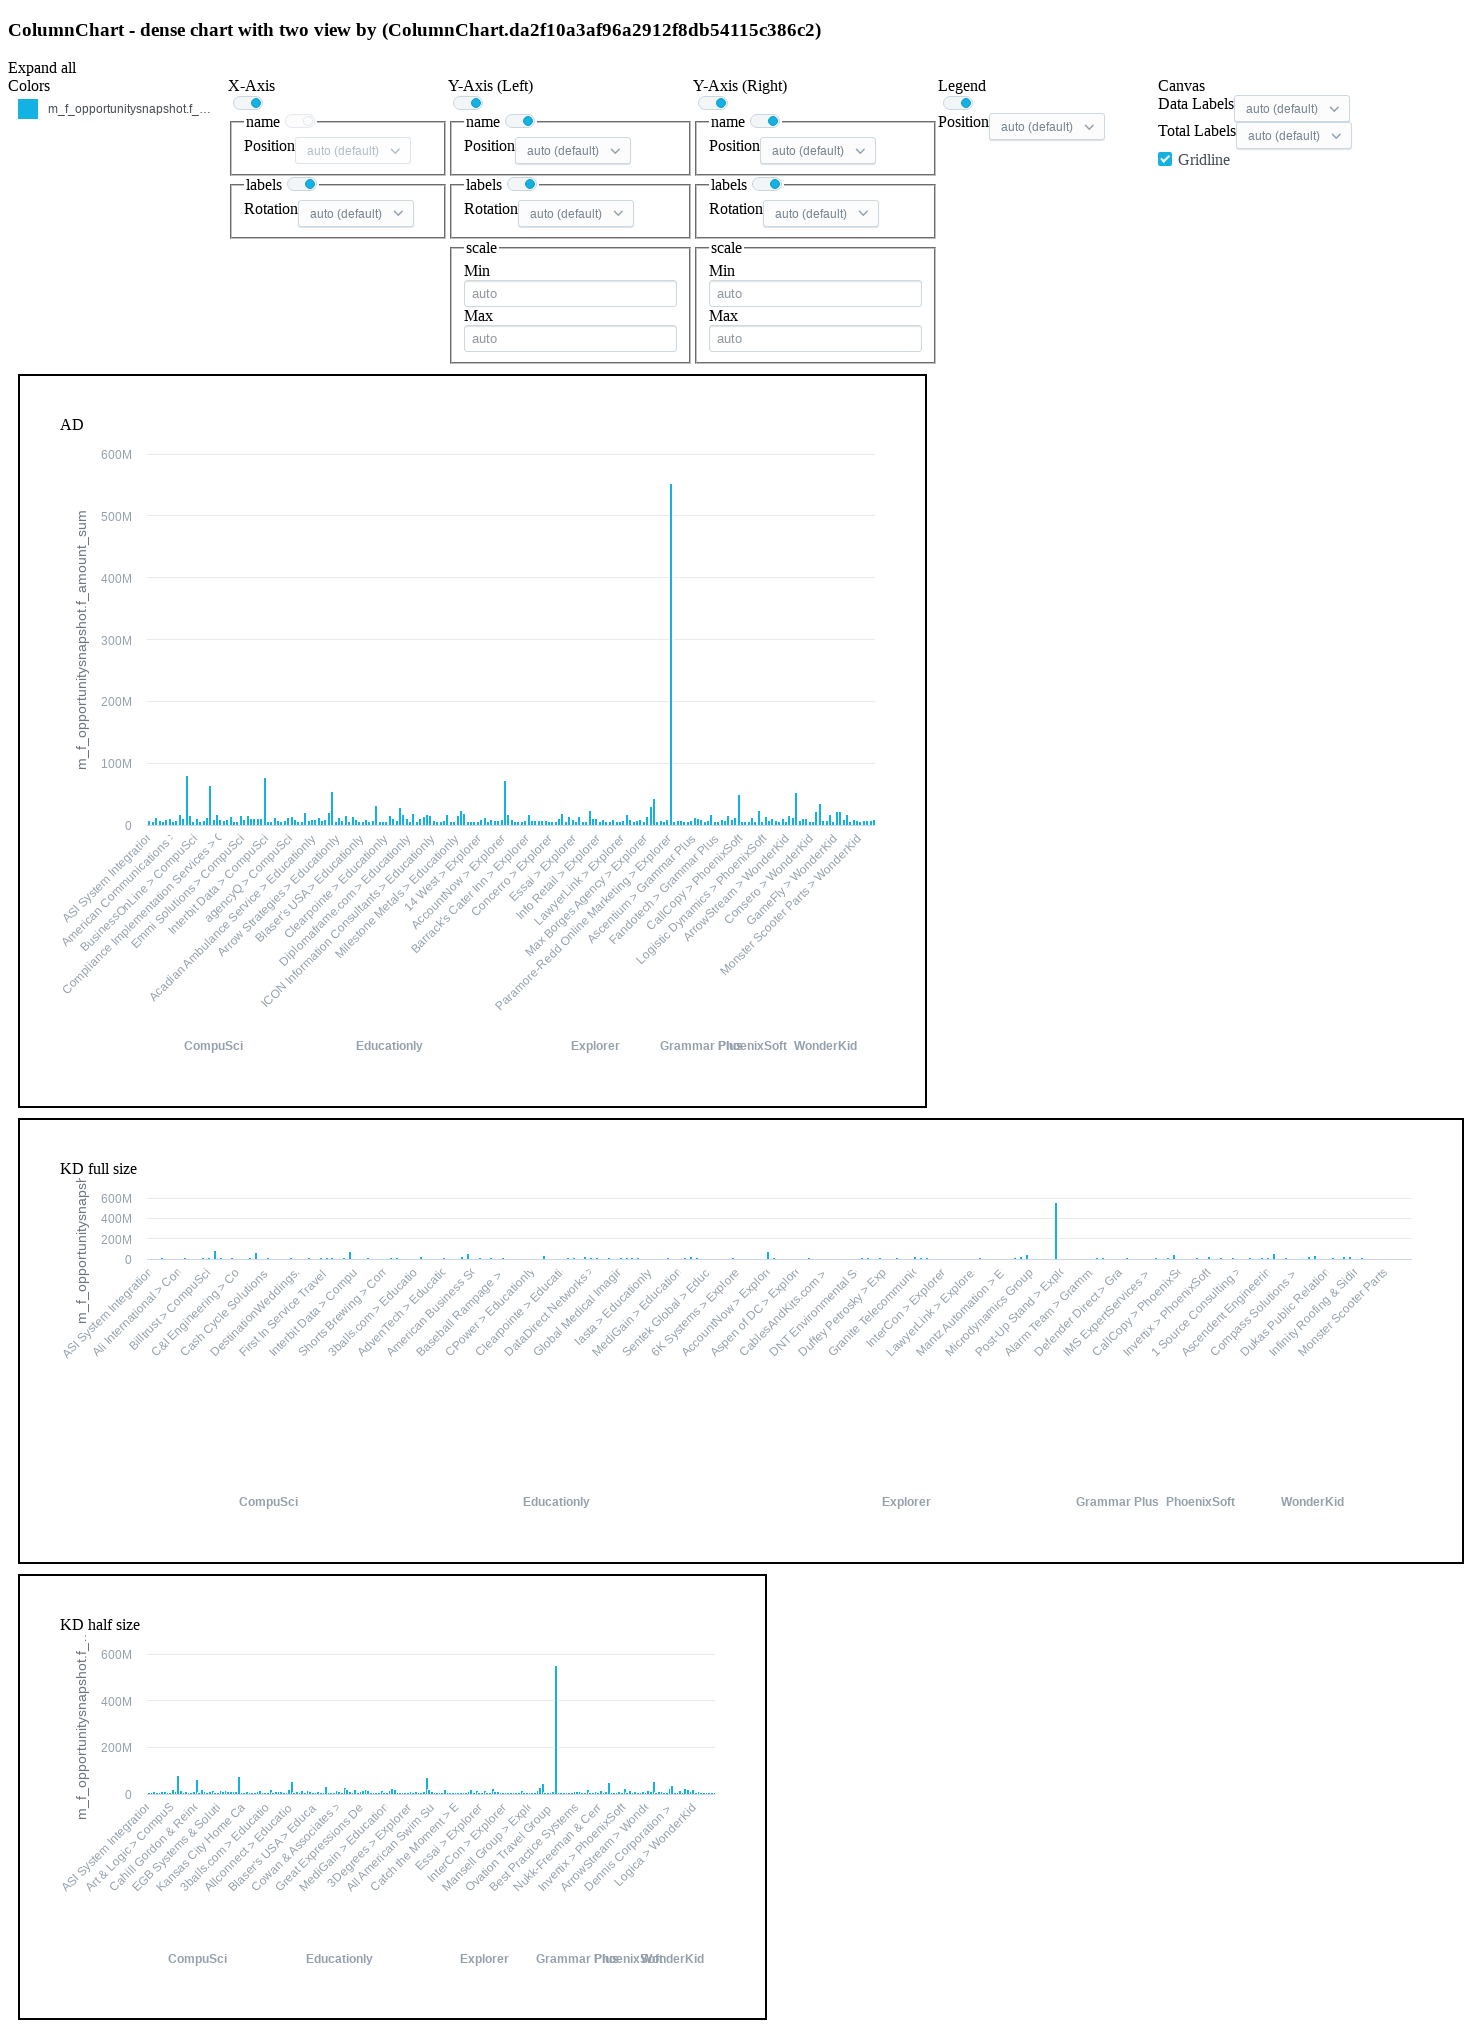 ColumnChart - dense chart with two view by (ColumnChart.da2f10a3af96a2912f8db54115c386c2)
Expand all
Colors
m_f_opportunitysnapshot.f_…
X-Axis
name
Position auto (default)
labels
Rotation auto (default)
Y-Axis (Left)
name
Position auto (default)
labels
Rotation auto (default)
scale
Min
auto
Max
auto
Y-Axis (Right)
name
Position auto (default)
labels
Rotation auto (default)
scale
Min
auto
Max
auto
Legend
Position auto (default)
Canvas
Data Labels auto (default)
Total Labels auto (default)
Gridline
AD
m_f_opportunitysnapshot.f_amount_sum
600M
500M
400M
300M
200M
100M
0
ASI System Integration
American Communications >
BusinessOnLine > CompuSci
Compliance Implementation Services > C
Emmi Solutions > CompuSci
Interbit Data > CompuSci
agencyQ > CompuSci
Acadian Ambulance Service > Educationly
Arrow Strategies > Educationly
Blaser's USA > Educationly
Clearpointe > Educationly
Diplomaframe.com > Educationly
ICON Information Consultants > Educationly
Milestone Metals > Educationly
14 West > Explorer
AccountNow > Explorer
Barrack's Cater Inn > Explorer
Concerro > Explorer
Essai > Explorer
Info Retail > Explorer
LawyerLink > Explorer
Max Borges Agency > Explorer
Paramore-Redd Online Marketing > Explorer
Ascentium > Grammar Plus
Fandotech > Grammar Plus
CallCopy > PhoenixSoft
Logistic Dynamics > PhoenixSoft
ArrowStream > WonderKid
Consero > WonderKid
GameFly > WonderKid
Monster Scooter Parts > WonderKid
CompuSci
Educationly
Explorer
Grammar Plus
PhoenixSoft
WonderKid
KD full size
m_f_opportunitysnapsh
600M
400M
200M
0
ASI System Integration
Ali International > Com
Billtrust > CompuSci
C&I Engineering > Co
Cash Cycle Solutions
DestinationWeddings.
First In Service Travel
Interbit Data > Compu
Shorts Brewing > Com
3balls.com > Educatio
AdvenTech > Educatic
American Business So
Baseball Rampage >
CPower > Educationly
Clearpointe > Educati
DataDirect Networks >
Global Medical Imagin
Iasta > Educationly
MediGain > Education
Sentek Global > Educ
6K Systems > Explore
AccountNow > Explore
Aspen of DC > Explore
CablesAndKits.com >
DNT Environmental S
Duffey Petrosky > Exp
Granite Telecommunic
InterCon > Explorer
LawyerLink > Explore
Mantz Automation > E
Microdynamics Group
Post-Up Stand > Explo
Alarm Team > Gramm
Defender Direct > Gra
IMS ExpertServices >
CallCopy > PhoenixSo
Invertix > PhoenixSoft
1 Source Consulting >
Ascendent Engineerin
Compass Solutions >
Dukas Public Relation
Infinity Roofing & Sidin
Monster Scooter Parts
CompuSci
Educationly
Explorer
Grammar Plus
PhoenixSoft
WonderKid
KD half size
m_f_opportunitysnapshot.f_…
600M
400M
200M
0
ASI System Integration
Art & Logic > CompuS
Cahill Gordon & Reind
EGB Systems & Soluti
Kansas City Home Ca
3balls.com > Educatio
Allconnect > Educatio
Blaser's USA > Educa
Cowan & Associates >
Great Expressions De
MediGain > Education
3Degrees > Explorer
All American Swim Su
Catch the Moment > E
Essai > Explorer
InterCon > Explorer
Mansell Group > Explo
Ovation Travel Group
Best Practice Systems
Nukk-Freeman & Cerr
Invertix > PhoenixSoft
ArrowStream > Wonde
Dennis Corporation >
Logica > WonderKid
CompuSci
Educationly
Explorer
Grammar Plus
PhoenixSoft
WonderKid